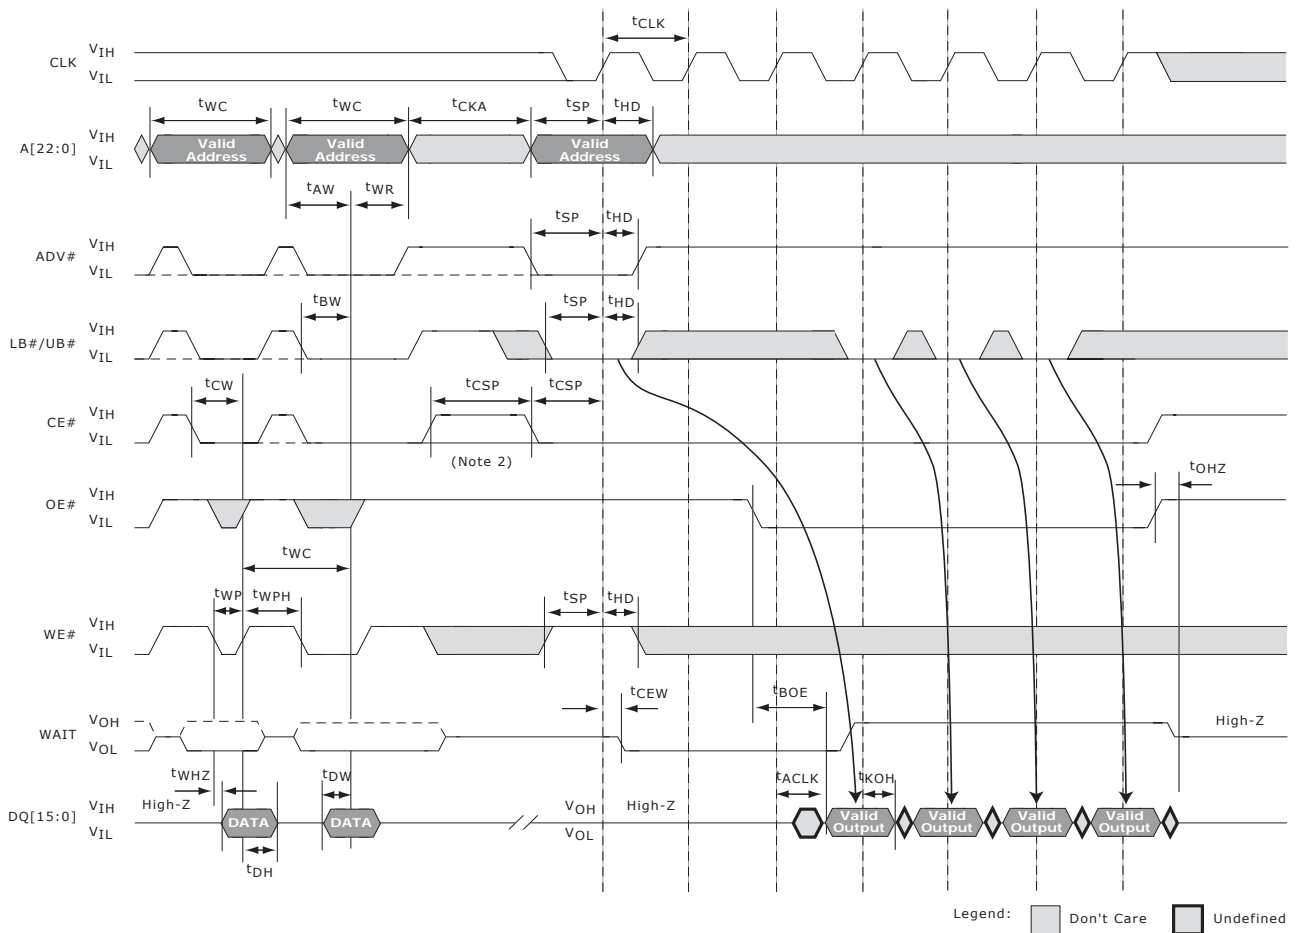 tCLK
CLK VIH
VIL
tWC tWC tCKA tSP tHD
A[22:0] VIH
VIL
Valid Address
Valid Address
Valid Address
tAW tWR
tSP tHD
ADV# VIH
VIL
tBW
tSP tHD
LB#/UB# VIH
VIL
tCW
tCSP tCSP
CE# VIH
VIL
(Note 2)
tOHZ
OE# VIH
VIL
tWC
tWP tWPH
tSP tHD
WE# VIH
VIL
tCEW
tBOE
WAIT VOH
VOL
High-Z
tWHZ
tDW
tACLK tKOH
DQ[15:0] VIH
VIL
High-Z
DATA
DATA
VOH
VOL
High-Z
Valid Output
Valid Output
Valid Output
Valid Output
tDH
Legend: Don't Care Undefined